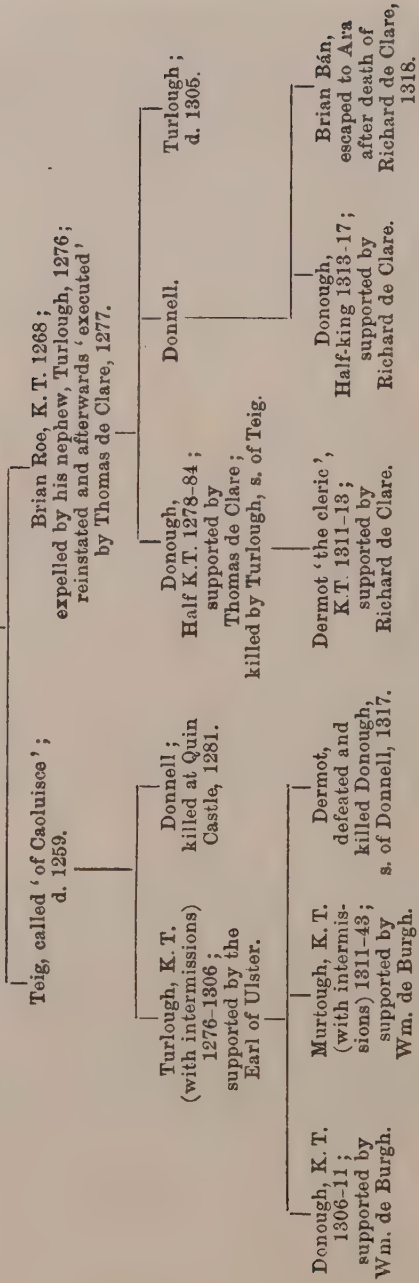 Teig, called ‘of Caoluisce’;
d. 1259.
Brian Roe, K.T. 1268;
expelled by his nephew, Turlough, 1276;
reinstated and afterwards ‘executed’
by Thomas de Clare, 1277.
Turlough, K.T.
(with intermissions)
1276–1306;
supported by the
Earl of Ulster.
Donnell;
killed at Quin
Castle, 1281.
Donough,
Half K.T. 1278–84;
supported by
Thomas de Clare;
killed by Turlough, s. of Teig.
Donnell.
Turlough;
d. 1305.
Donough, K.T.
1306–11;
supported by
Wm. de Burgh.
Murtough, K.T.
(with intermis-
sions) 1311–43;
supported by
Wm. de Burgh.
Dermot,
defeated and
killed Donough,
s. of Donnell, 1317.
Dermot ‘the cleric’,
K.T. 1311–13;
supported by
Richard de Clare.
Donough,
Half-king 1313–17;
supported by
Richard de Clare.
Brian Bán,
escaped to Ara
after death of
Richard de Clare,
1318.